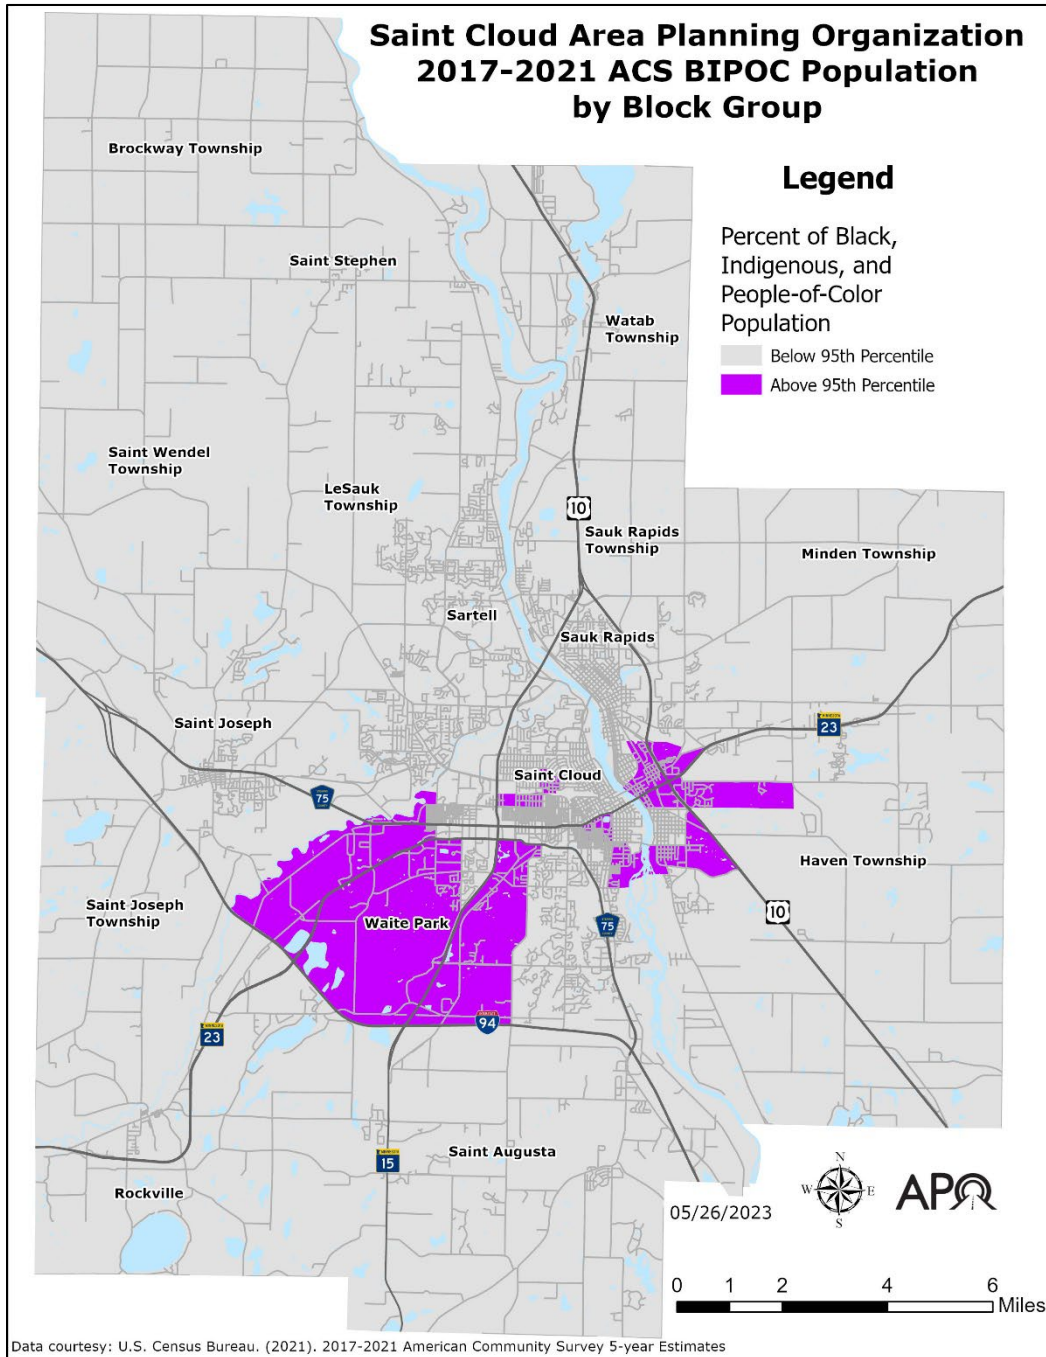 Saint Cloud Area Planning Organization
2017-2021 ACS BIPOC Population
by Block Group
Legend
Percent of Black,
Indigenous, and
People-of-Color
Population
Below 95th Percentile
Above 95th Percentile
Brockway Township
Saint Stephen
Watab
Township
Saint Wendel
Township
LeSauk
Township
10
Sauk Rapids
Township
Minden Township
Sartell
Sauk Rapids
Saint Joseph
23
Saint Cloud
75
Haven Township
Saint Joseph
Township
Waite Park
75
10
23
94
Saint Augusta
15
Rockville
N
W
E
S
APO
05/26/2023
0 1 2 4 6
Miles
Data courtesy: U.S. Census Bureau. (2021). 2017-2021 American Community Survey 5-year Estimates